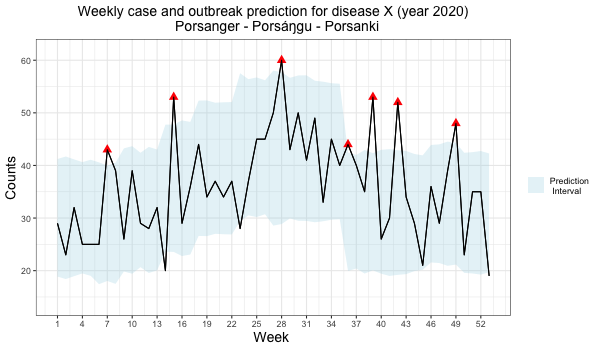 Weekly case and outbreak prediction for disease X (year 2020)
Porsanger - Porsáŋgu - Porsanki
Counts
60
50
40
30
20
1 4 7 10 13 16 19 22 25 28 31 34 37 40 43 46 49 52
Week
Prediction
Interval